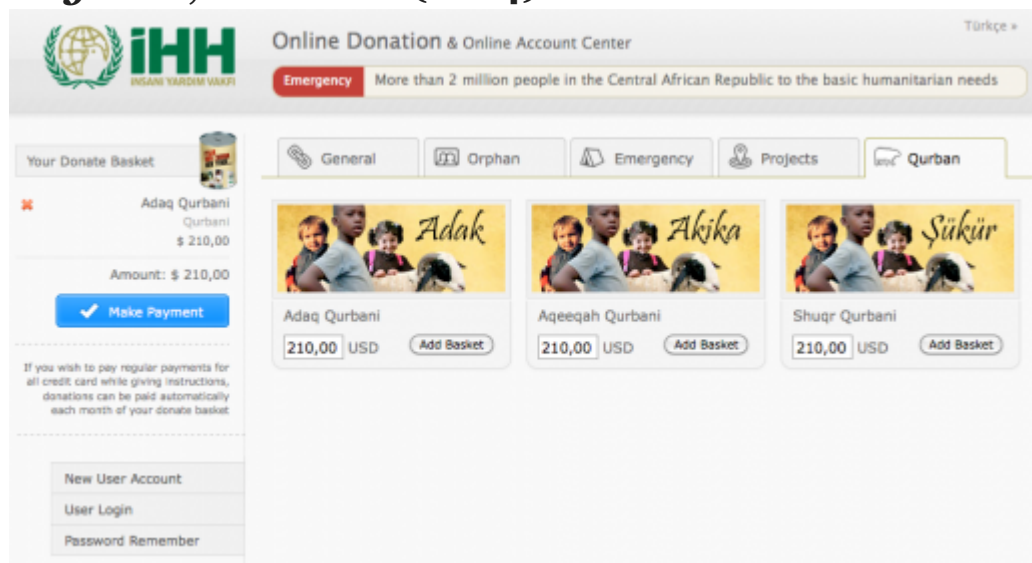 Türkçe »
iHH
İNSANİ YARDIM VAKFI
Online Donation & Online Account Center
Emergency More than 2 million people in the Central African Republic to the basic humanitarian needs
Your Donate Basket
General Orphan Emergency Projects Qurban
Adaq Qurbani
Qurbani
$ 210,00
Amount: $ 210,00
Make Payment
If you wish to pay regular payments for
all credit card while giving instructions,
donations can be paid automatically
each month of your donate basket
New User Account
User Login
Password Remember
Adak
Adaq Qurbani
210,00 USD Add Basket
Akika
Aqeeqah Qurbani
210,00 USD Add Basket
Şükür
Shuqr Qurbani
210,00 USD Add Basket